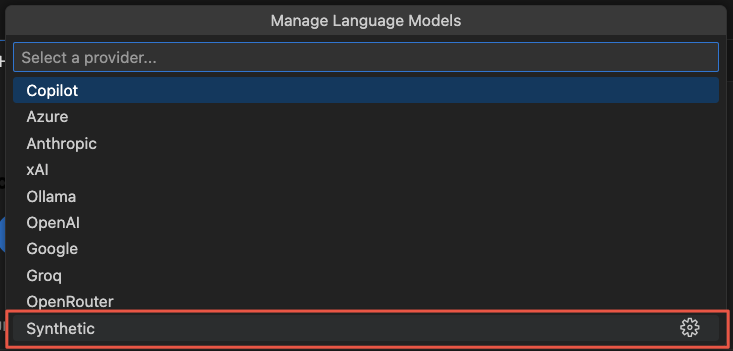 Manage Language Models
Select a provider...
Copilot
Azure
Anthropic
xAI
Ollama
OpenAI
Google
Groq
OpenRouter
Synthetic